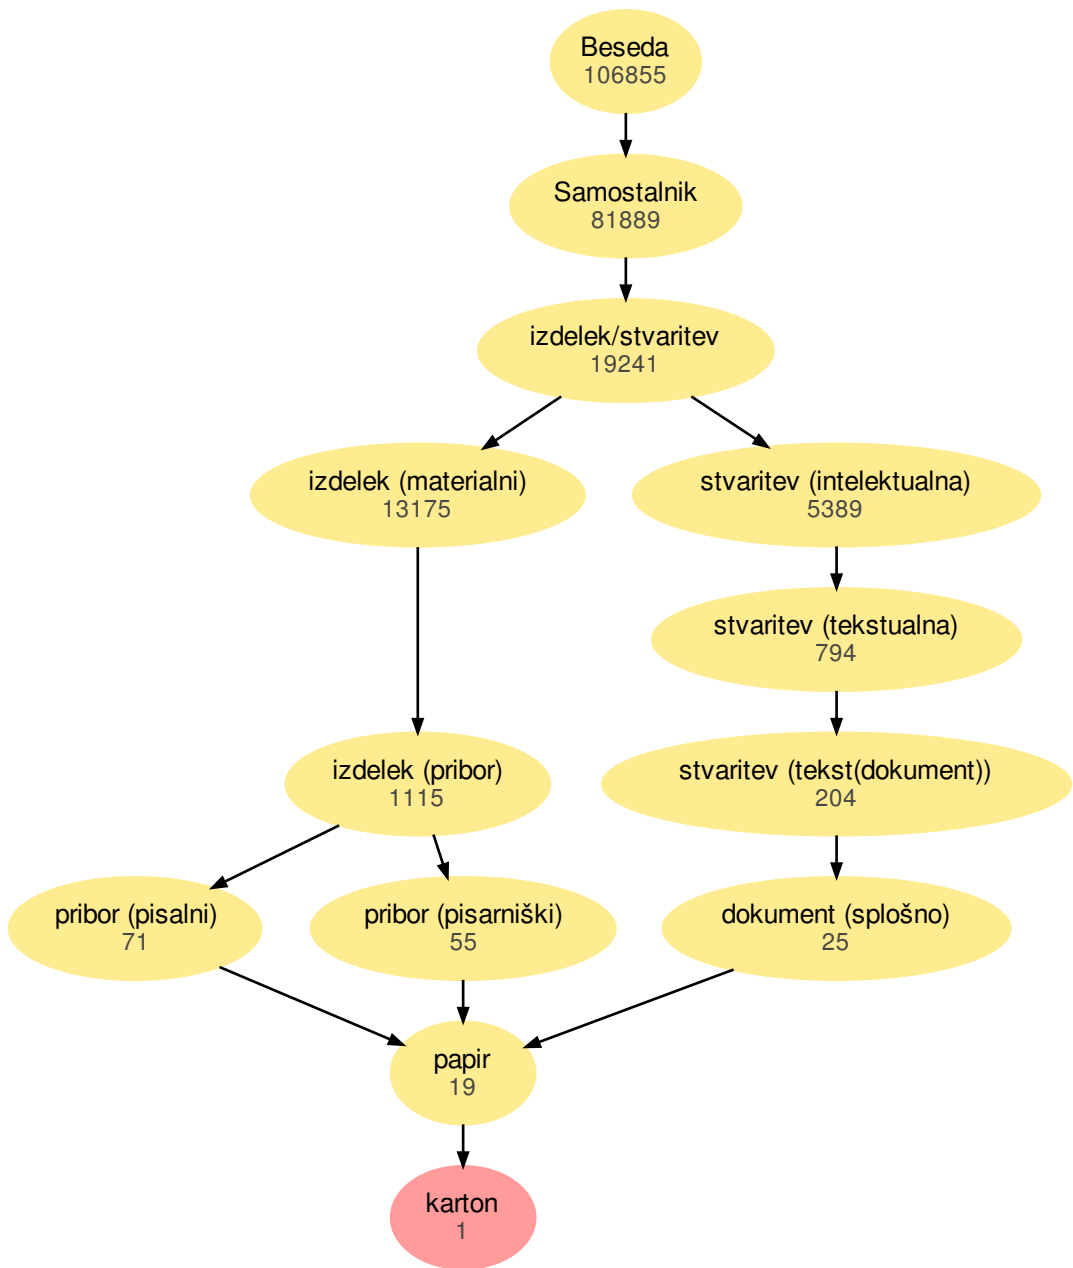 Beseda
106855
Samostalnik
81889
izdelek/stvaritev
19241
izdelek (materialni)
13175
stvaritev (intelektualna)
5389
stvaritev (tekstualna)
794
izdelek (pribor)
1115
stvaritev (tekst(dokument))
204
pribor (pisalni)
71
pribor (pisarniški)
55
dokument (splošno)
25
papir
19
karton
1